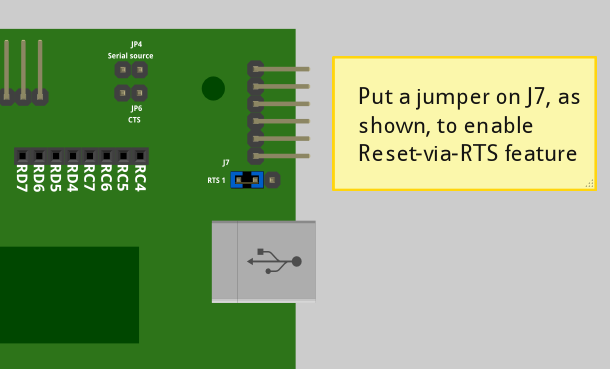 JP4
Serial source
JP6
CTS
J7
RTS 1
RD7
RD6
RD5
RD4
RC7
RC6
RC5
RC4
Put a jumper on J7, as
shown, to enable
Reset-via-RTS feature